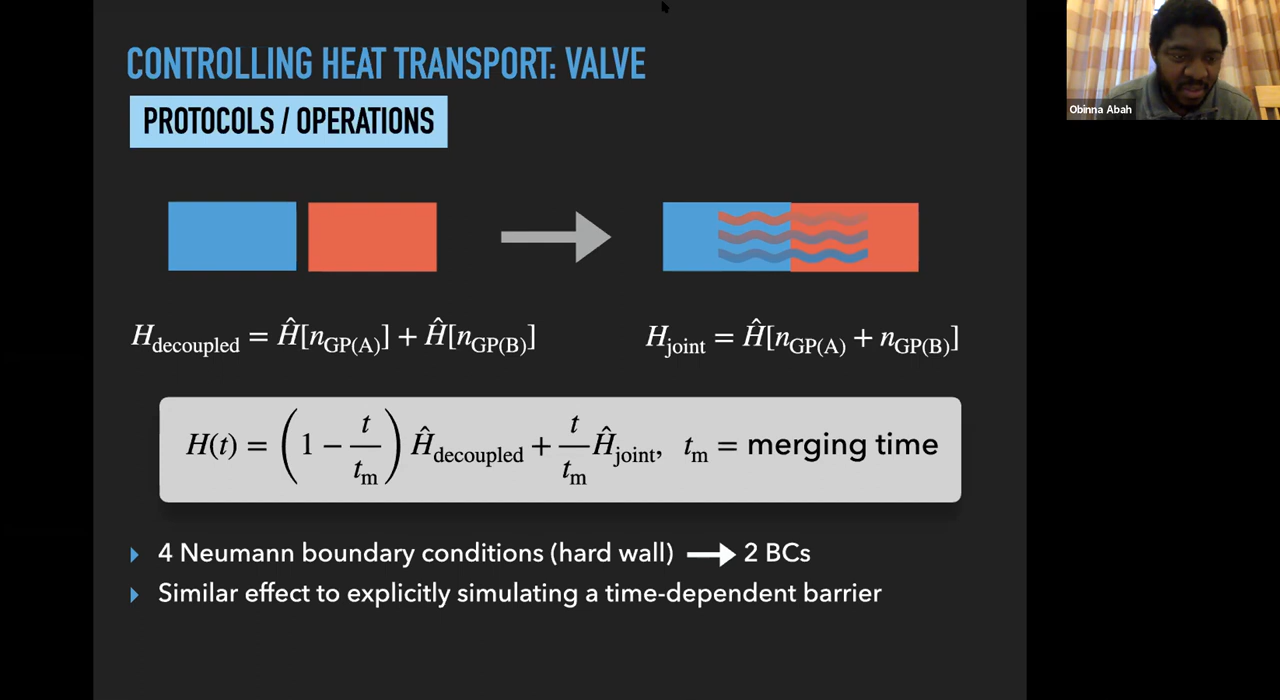 CONTROLLING HEAT TRANSPORT: VALVE
PROTOCOLS / OPERATIONS
Obinna Abah
H_decoupled = Ĥ[n_GP(A)] + Ĥ[n_GP(B)]
H_joint = Ĥ[n_GP(A) + n_GP(B)]
H(t) = (1 − t/t_m) Ĥ_decoupled + t/t_m Ĥ_joint, t_m = merging time
4 Neumann boundary conditions (hard wall) → 2 BCs
Similar effect to explicitly simulating a time-dependent barrier